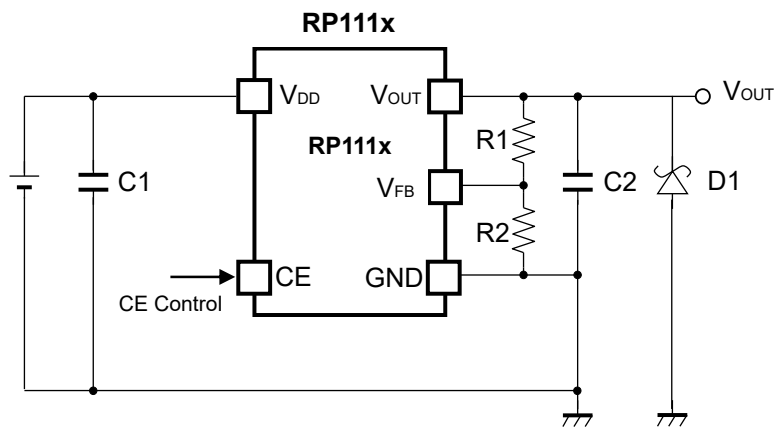 RP111x
VDD
VOUT
VOUT
R1
RP111x
C1
VFB
C2
D1
R2
CE
GND
CE Control